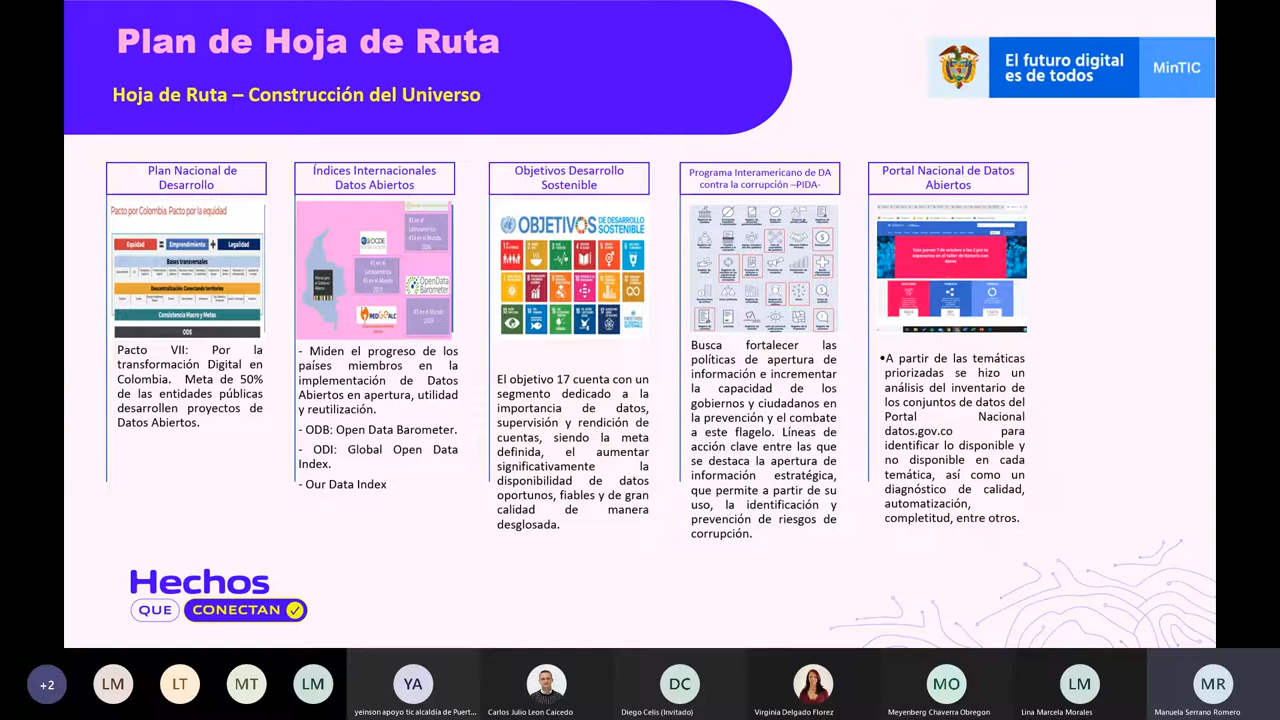 Plan de Hoja de Ruta
Hoja de Ruta – Construcción del Universo
El futuro digital
es de todos
MinTIC
Plan Nacional de
Desarrollo
Pacto por Colombia. Pacto por la equidad
Equidad
=
Emprendimiento
+
Legalidad
Bases transversales
Descentralización: Conectando territorios
Consistencia Macro y Metas
ODS
Pacto VII: Por la
transformación Digital en
Colombia. Meta de 50%
de las entidades públicas
desarrollen proyectos de
Datos Abiertos.
Índices Internacionales
Datos Abiertos
OCDE
OpenData
Barometer
- Miden el progreso de los
países miembros en la
implementación de Datos
Abiertos en apertura, utilidad
y reutilización.
- ODB: Open Data Barometer.
- ODI: Global Open Data
Index.
- Our Data Index
Objetivos Desarrollo
Sostenible
OBJETIVOS DE DESARROLLO
SOSTENIBLE
El objetivo 17 cuenta con un
segmento dedicado a la
importancia de datos,
supervisión y rendición de
cuentas, siendo la meta
definida, el aumentar
significativamente la
disponibilidad de datos
oportunos, fiables y de gran
calidad de manera
desglosada.
Programa Interamericano de DA
contra la corrupción –PIDA-
Busca fortalecer las
políticas de apertura de
información e incrementar
la capacidad de los
gobiernos y ciudadanos en
la prevención y el combate
a este flagelo. Líneas de
acción clave entre las que
se destaca la apertura de
información estratégica,
que permite a partir de su
uso, la identificación y
prevención de riesgos de
corrupción.
Portal Nacional de Datos
Abiertos
•A partir de las temáticas
priorizadas se hizo un
análisis del inventario de
los conjuntos de datos del
Portal Nacional
datos.gov.co para
identificar lo disponible y
no disponible en cada
temática, así como un
diagnóstico de calidad,
automatización,
completitud, entre otros.
Hechos
QUE CONECTAN
+2
LM
LT
MT
LM
YA
yeinson apoyo tic alcaldía de Puert...
Carlos Julio Leon Caicedo
DC
Diego Celis (Invitado)
Virginia Delgado Florez
MO
Meyenberg Chaverra Obregon
LM
Lina Marcela Morales
MR
Manuela Serrano Romero